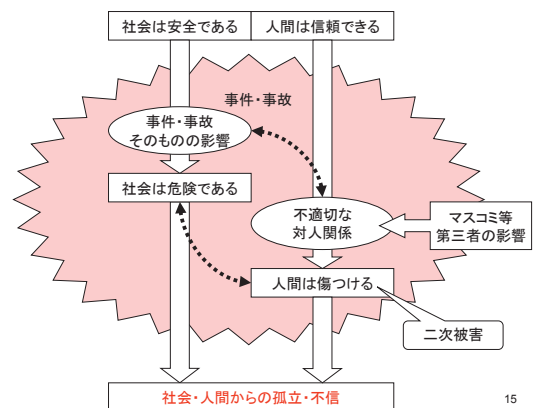 社会は安全である
人間は信頼できる
事件・事故
事件・事故
そのものの影響
社会は危険である
不適切な
対人関係
マスコミ等
第三者の影響
人間は傷つける
二次被害
社会・人間からの孤立・不信
15